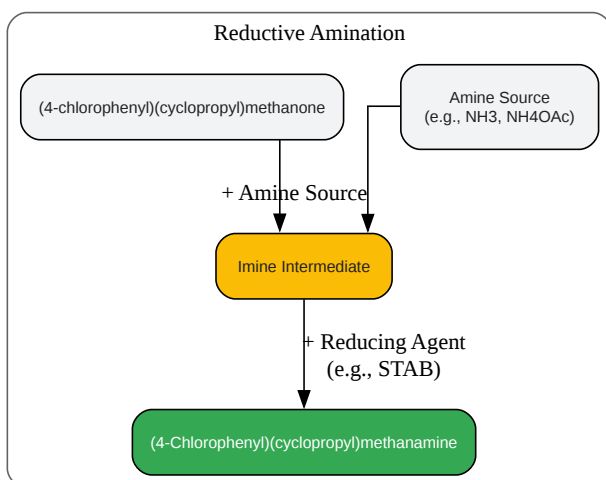 Reductive Amination
(4-chlorophenyl)(cyclopropyl)methanone
Amine Source
(e.g., NH3, NH4OAc)
+ Amine Source
Imine Intermediate
+ Reducing Agent
(e.g., STAB)
(4-Chlorophenyl)(cyclopropyl)methanamine